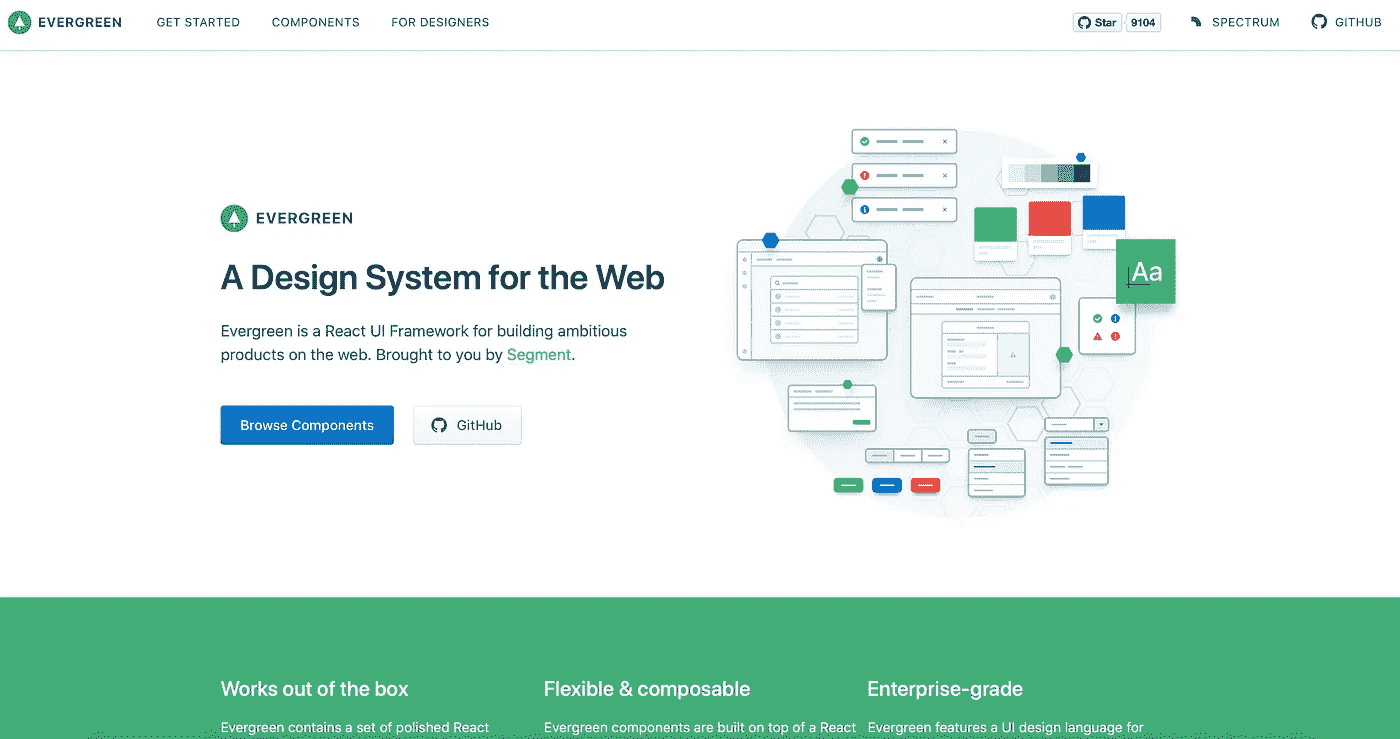 EVERGREEN
GET STARTED
COMPONENTS
FOR DESIGNERS
Star
9104
SPECTRUM
GITHUB
EVERGREEN
A Design System for the Web
Evergreen is a React UI Framework for building ambitious
products on the web. Brought to you by Segment.
Browse Components
GitHub
Aa
Works out of the box
Evergreen contains a set of polished React
Flexible & composable
Evergreen components are built on top of a React
Enterprise-grade
Evergreen features a UI design language for